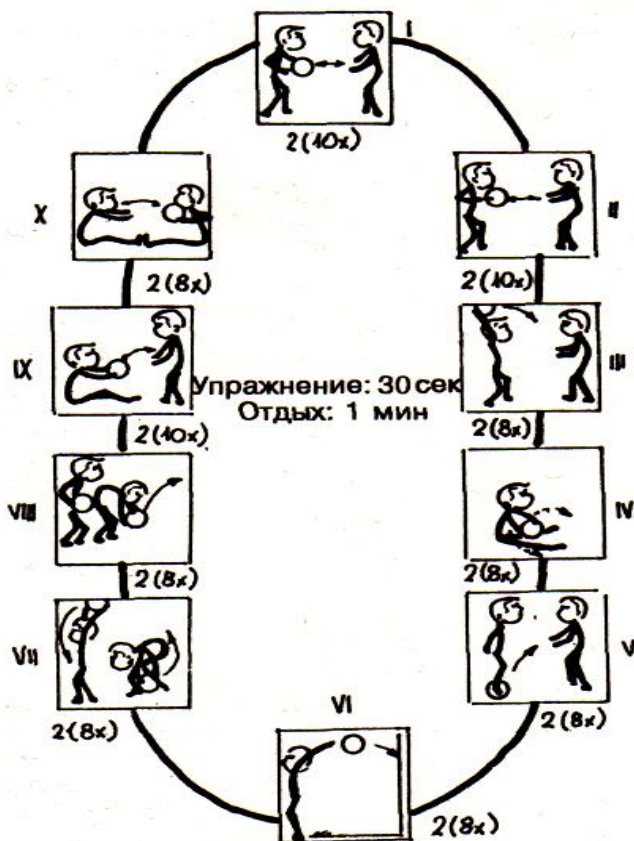 I
2(10x)
II
2(10x)
III
2(8x)
IV
2(8x)
V
2(8x)
VI
2(8x)
VII
2(8x)
VIII
2(8x)
IX
2(10x)
X
2(8x)
Упражнение: 30 сек
Отдых: 1 мин